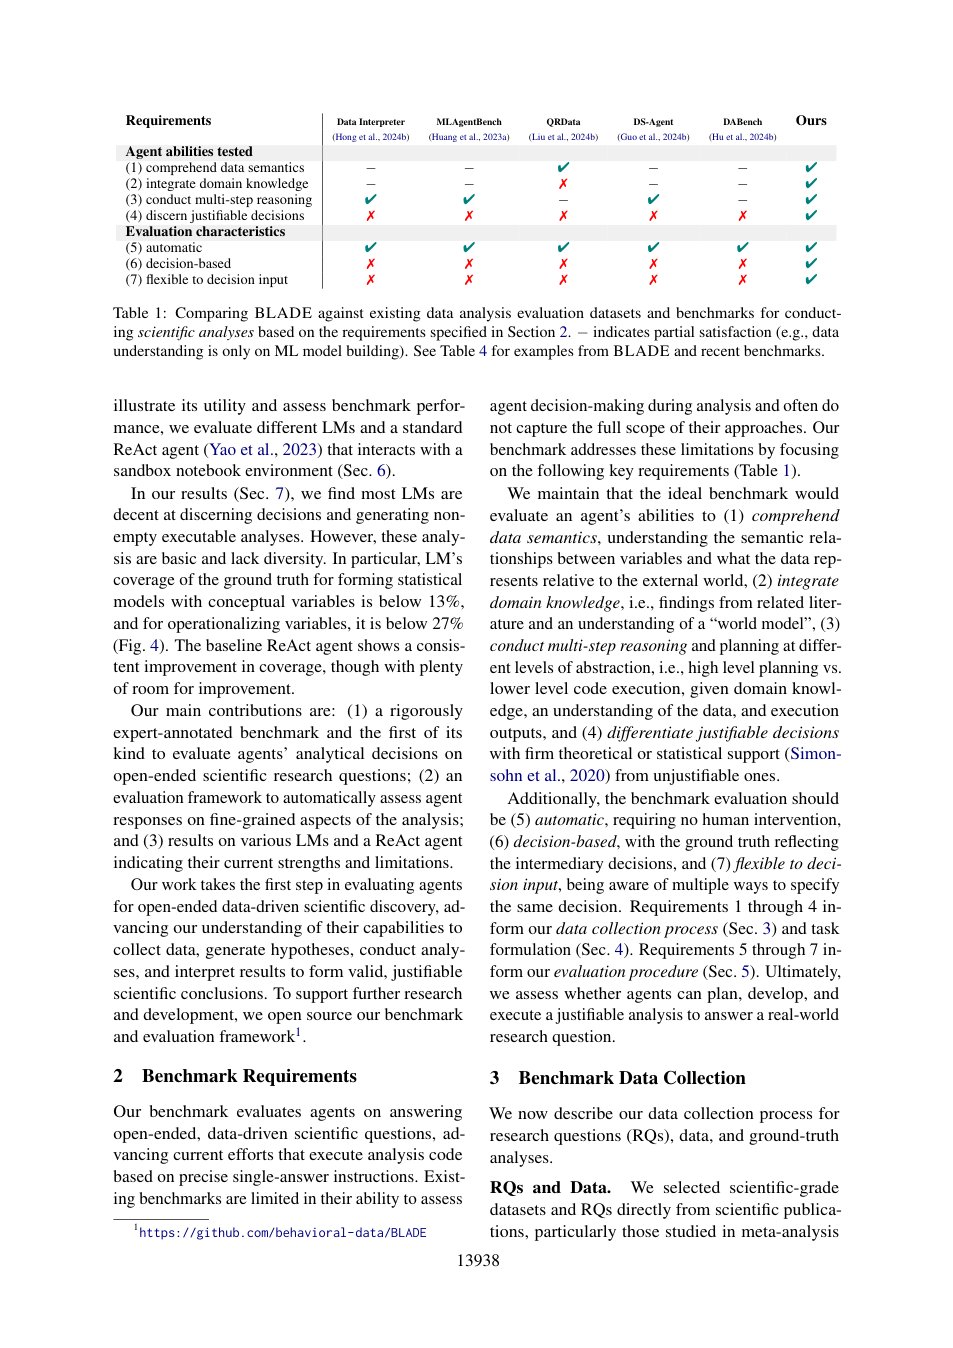 Requirements Data Interpreter MLAgentBench QRData DS-Agent DABench Ours
(Hong et al., 2024b) (Huang et al., 2023a) (Liu et al., 2024b) (Guo et al., 2024b) (Hu et al., 2024b)
Agent abilities tested
(1) comprehend data semantics – – ✔ – – ✔
(2) integrate domain knowledge – – ✗ – – ✔
(3) conduct multi-step reasoning ✔ ✔ – ✔ – ✔
(4) discern justifiable decisions ✗ ✗ ✗ ✗ ✗ ✔
Evaluation characteristics
(5) automatic ✔ ✔ ✔ ✔ ✔ ✔
(6) decision-based ✗ ✗ ✗ ✗ ✗ ✔
(7) flexible to decision input ✗ ✗ ✗ ✗ ✗ ✔
Table 1: Comparing BLADE against existing data analysis evaluation datasets and benchmarks for conduct-
ing scientific analyses based on the requirements specified in Section 2. – indicates partial satisfaction (e.g., data
understanding is only on ML model building). See Table 4 for examples from BLADE and recent benchmarks.
illustrate its utility and assess benchmark perfor-
mance, we evaluate different LMs and a standard
ReAct agent (Yao et al., 2023) that interacts with a
sandbox notebook environment (Sec. 6).
In our results (Sec. 7), we find most LMs are
decent at discerning decisions and generating non-
empty executable analyses. However, these analy-
sis are basic and lack diversity. In particular, LM's
coverage of the ground truth for forming statistical
models with conceptual variables is below 13%,
and for operationalizing variables, it is below 27%
(Fig. 4). The baseline ReAct agent shows a consis-
tent improvement in coverage, though with plenty
of room for improvement.
Our main contributions are: (1) a rigorously
expert-annotated benchmark and the first of its
kind to evaluate agents' analytical decisions on
open-ended scientific research questions; (2) an
evaluation framework to automatically assess agent
responses on fine-grained aspects of the analysis;
and (3) results on various LMs and a ReAct agent
indicating their current strengths and limitations.
Our work takes the first step in evaluating agents
for open-ended data-driven scientific discovery, ad-
vancing our understanding of their capabilities to
collect data, generate hypotheses, conduct analy-
ses, and interpret results to form valid, justifiable
scientific conclusions. To support further research
and development, we open source our benchmark
and evaluation framework1.
2 Benchmark Requirements
Our benchmark evaluates agents on answering
open-ended, data-driven scientific questions, ad-
vancing current efforts that execute analysis code
based on precise single-answer instructions. Exist-
ing benchmarks are limited in their ability to assess
1https://github.com/behavioral-data/BLADE
agent decision-making during analysis and often do
not capture the full scope of their approaches. Our
benchmark addresses these limitations by focusing
on the following key requirements (Table 1).
We maintain that the ideal benchmark would
evaluate an agent's abilities to (1) comprehend
data semantics, understanding the semantic rela-
tionships between variables and what the data rep-
resents relative to the external world, (2) integrate
domain knowledge, i.e., findings from related liter-
ature and an understanding of a “world model”, (3)
conduct multi-step reasoning and planning at differ-
ent levels of abstraction, i.e., high level planning vs.
lower level code execution, given domain knowl-
edge, an understanding of the data, and execution
outputs, and (4) differentiate justifiable decisions
with firm theoretical or statistical support (Simon-
sohn et al., 2020) from unjustifiable ones.
Additionally, the benchmark evaluation should
be (5) automatic, requiring no human intervention,
(6) decision-based, with the ground truth reflecting
the intermediary decisions, and (7) flexible to deci-
sion input, being aware of multiple ways to specify
the same decision. Requirements 1 through 4 in-
form our data collection process (Sec. 3) and task
formulation (Sec. 4). Requirements 5 through 7 in-
form our evaluation procedure (Sec. 5). Ultimately,
we assess whether agents can plan, develop, and
execute a justifiable analysis to answer a real-world
research question.
3 Benchmark Data Collection
We now describe our data collection process for
research questions (RQs), data, and ground-truth
analyses.
RQs and Data. We selected scientific-grade
datasets and RQs directly from scientific publica-
tions, particularly those studied in meta-analysis
13938